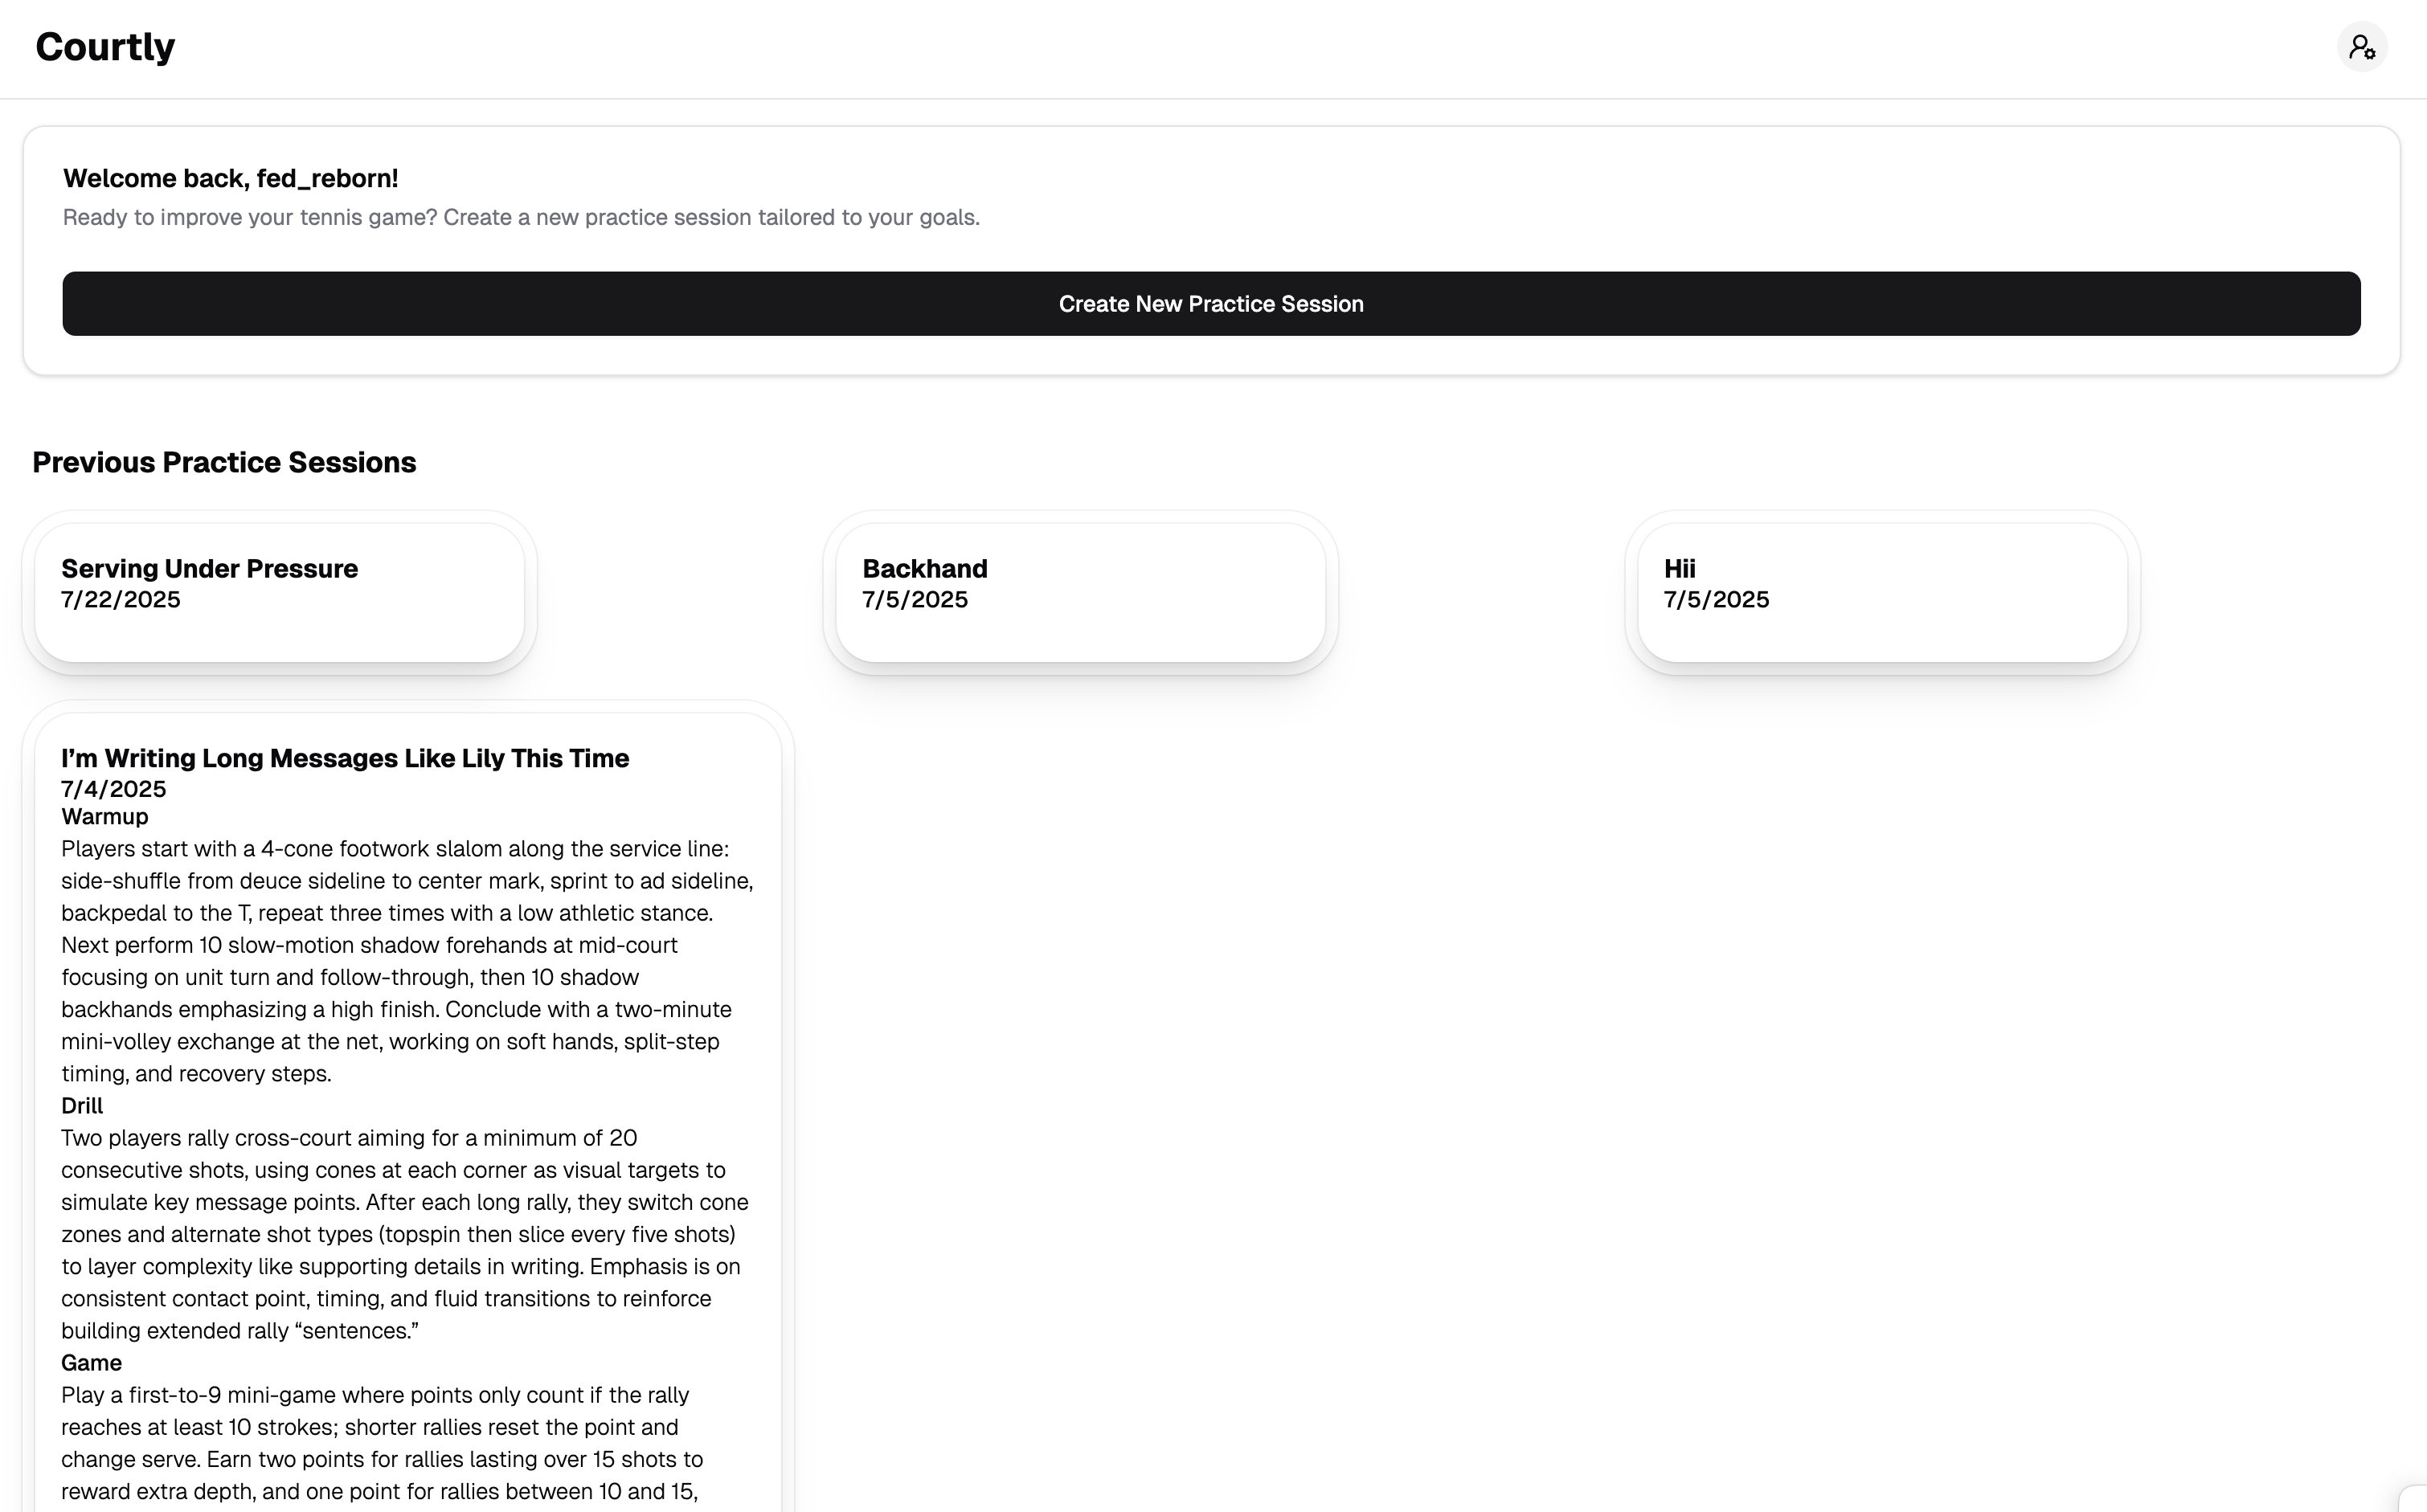 Courtly
Welcome back, fed_reborn!
Ready to improve your tennis game? Create a new practice session tailored to your goals.
Create New Practice Session
Previous Practice Sessions
Serving Under Pressure
7/22/2025
Backhand
7/5/2025
Hii
7/5/2025
I’m Writing Long Messages Like Lily This Time
7/4/2025
Warmup
Players start with a 4-cone footwork slalom along the service line:
side-shuffle from deuce sideline to center mark, sprint to ad sideline,
backpedal to the T, repeat three times with a low athletic stance.
Next perform 10 slow-motion shadow forehands at mid-court
focusing on unit turn and follow-through, then 10 shadow
backhands emphasizing a high finish. Conclude with a two-minute
mini-volley exchange at the net, working on soft hands, split-step
timing, and recovery steps.
Drill
Two players rally cross-court aiming for a minimum of 20
consecutive shots, using cones at each corner as visual targets to
simulate key message points. After each long rally, they switch cone
zones and alternate shot types (topspin then slice every five shots)
to layer complexity like supporting details in writing. Emphasis is on
consistent contact point, timing, and fluid transitions to reinforce
building extended rally “sentences.”
Game
Play a first-to-9 mini-game where points only count if the rally
reaches at least 10 strokes; shorter rallies reset the point and
change serve. Earn two points for rallies lasting over 15 shots to
reward extra depth, and one point for rallies between 10 and 15,